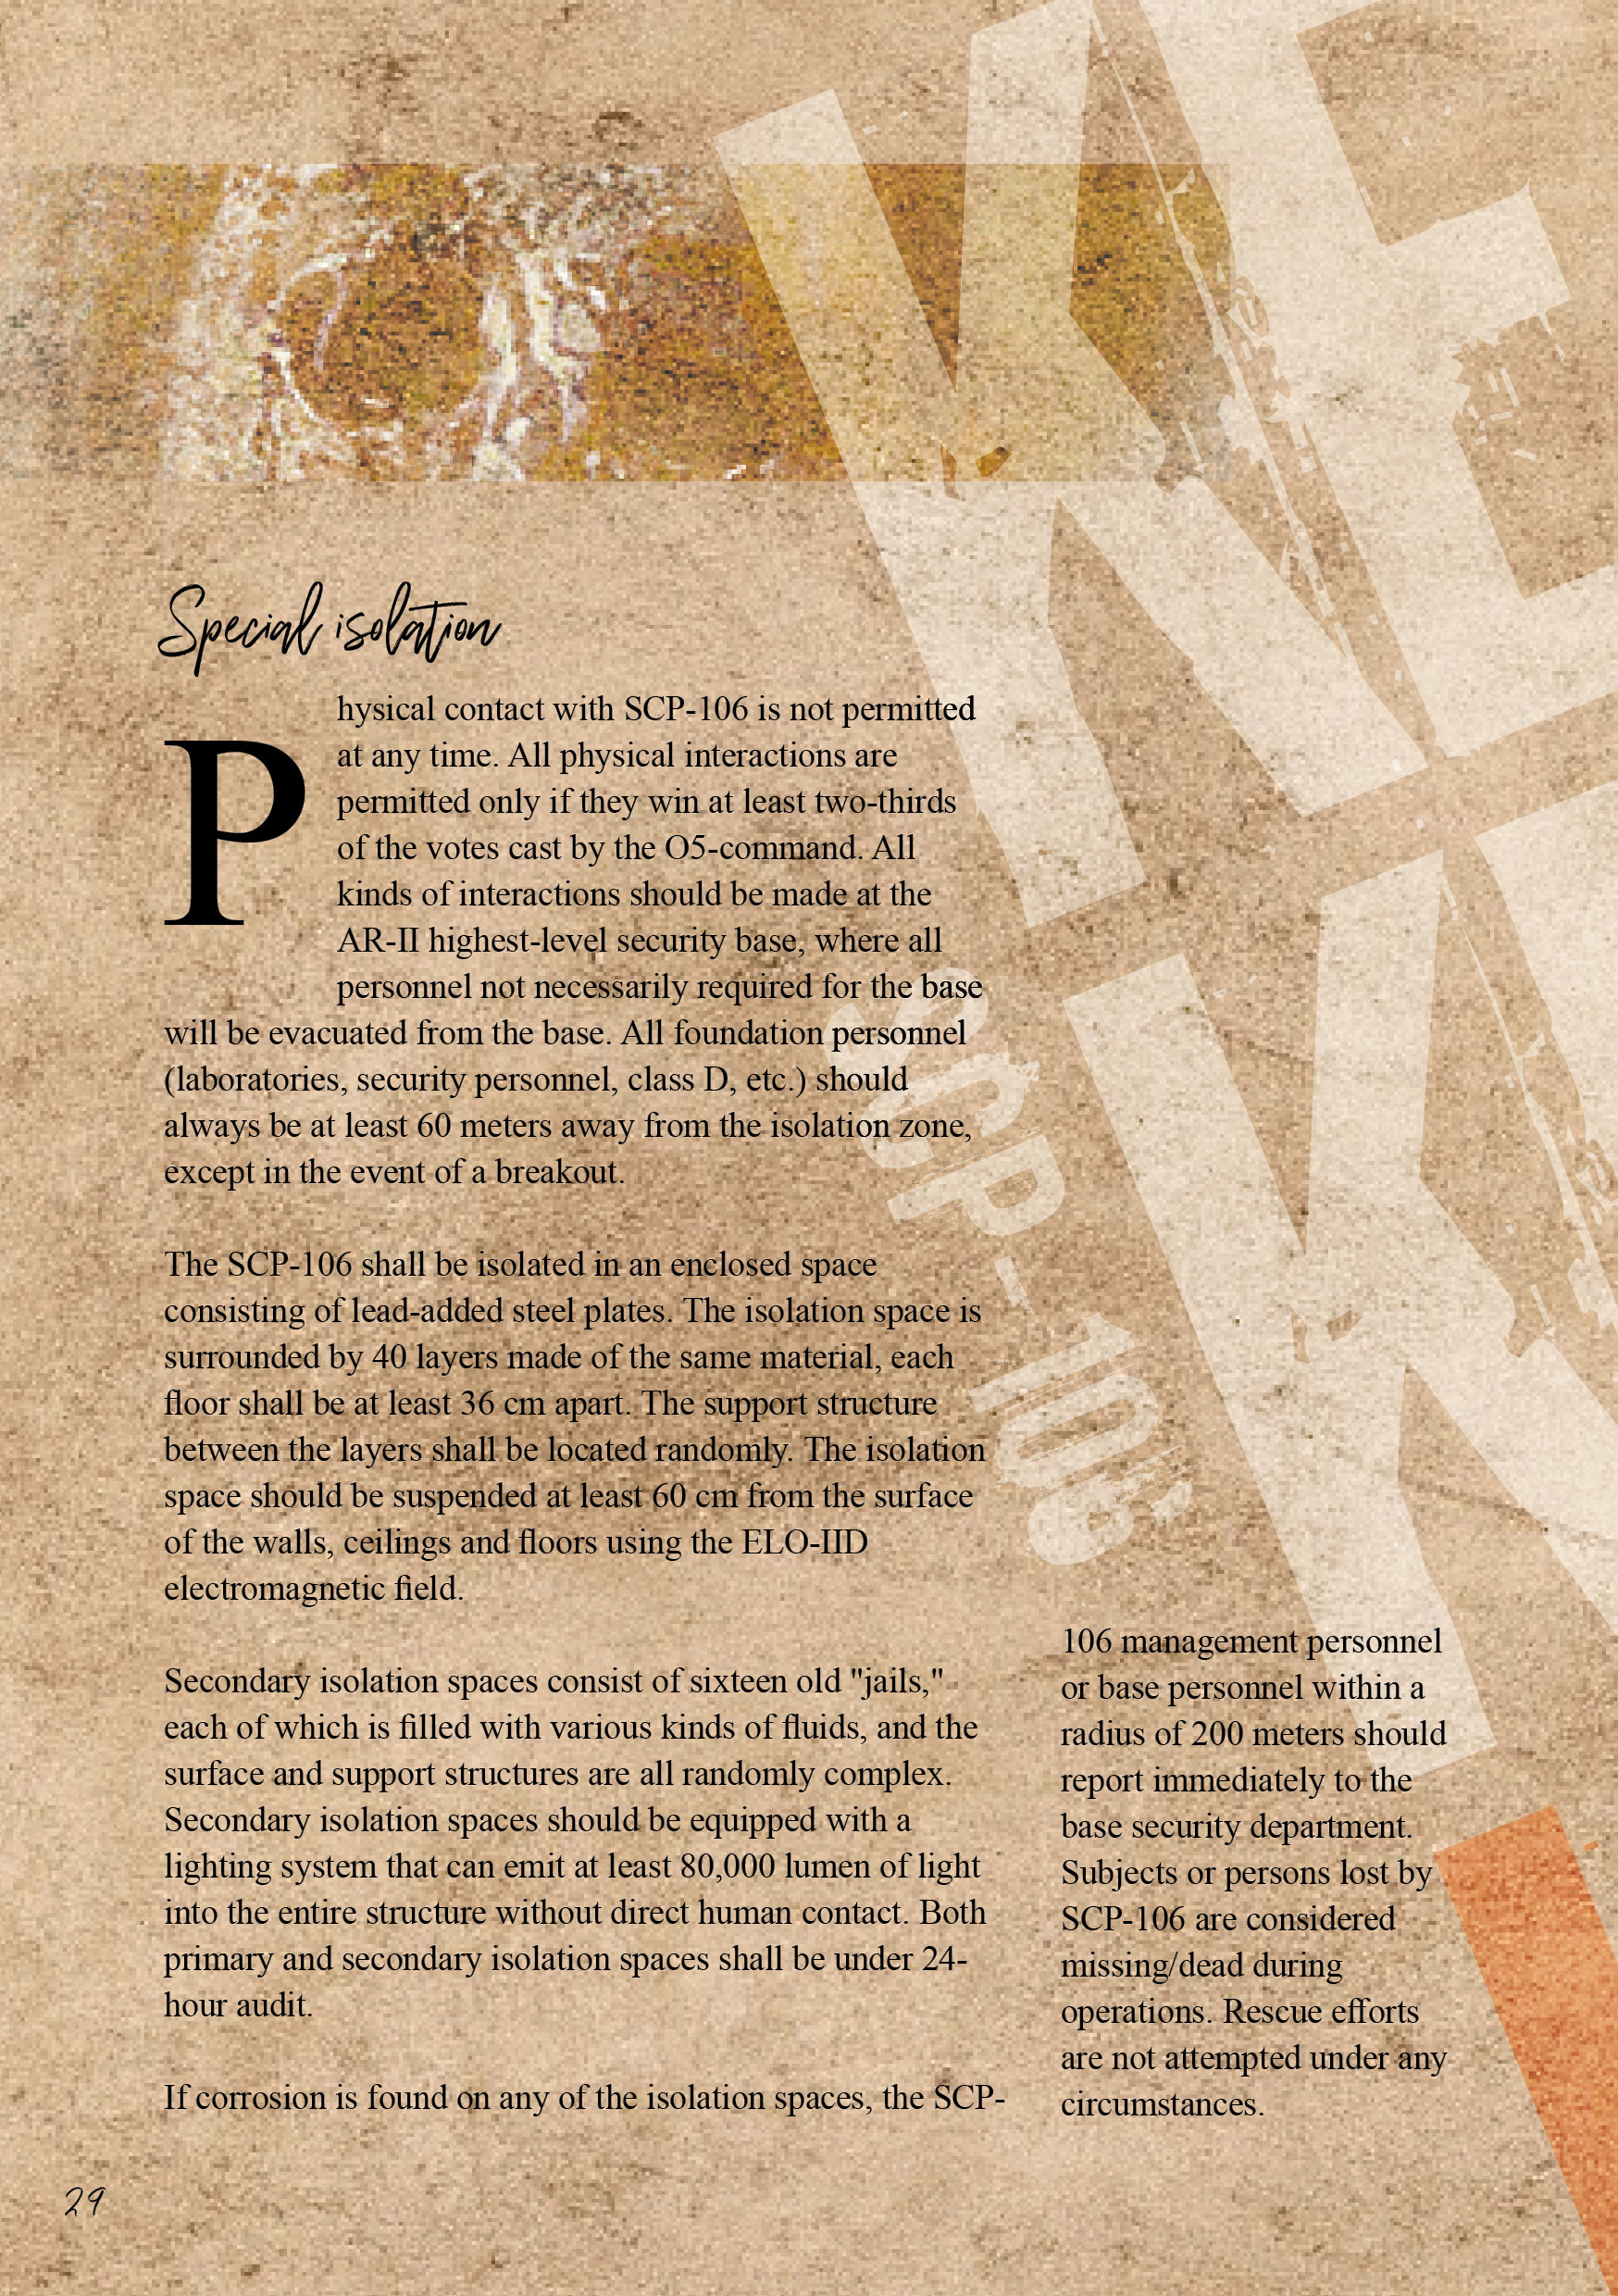 Special isolation
Physical contact with SCP-106 is not permitted
at any time. All physical interactions are
permitted only if they win at least two-thirds
of the votes cast by the O5-command. All
kinds of interactions should be made at the
AR-II highest-level security base, where all
personnel not necessarily required for the base
will be evacuated from the base. All foundation personnel
(laboratories, security personnel, class D, etc.) should
always be at least 60 meters away from the isolation zone,
except in the event of a breakout.
The SCP-106 shall be isolated in an enclosed space
consisting of lead-added steel plates. The isolation space is
surrounded by 40 layers made of the same material, each
floor shall be at least 36 cm apart. The support structure
between the layers shall be located randomly. The isolation
space should be suspended at least 60 cm from the surface
of the walls, ceilings and floors using the ELO-IID
electromagnetic field.
Secondary isolation spaces consist of sixteen old "jails,"
each of which is filled with various kinds of fluids, and the
surface and support structures are all randomly complex.
Secondary isolation spaces should be equipped with a
lighting system that can emit at least 80,000 lumen of light
into the entire structure without direct human contact. Both
primary and secondary isolation spaces shall be under 24-
hour audit.
If corrosion is found on any of the isolation spaces, the SCP-
106 management personnel
or base personnel within a
radius of 200 meters should
report immediately to the
base security department.
Subjects or persons lost by
SCP-106 are considered
missing/dead during
operations. Rescue efforts
are not attempted under any
circumstances.
SCP-106
KE
K
29